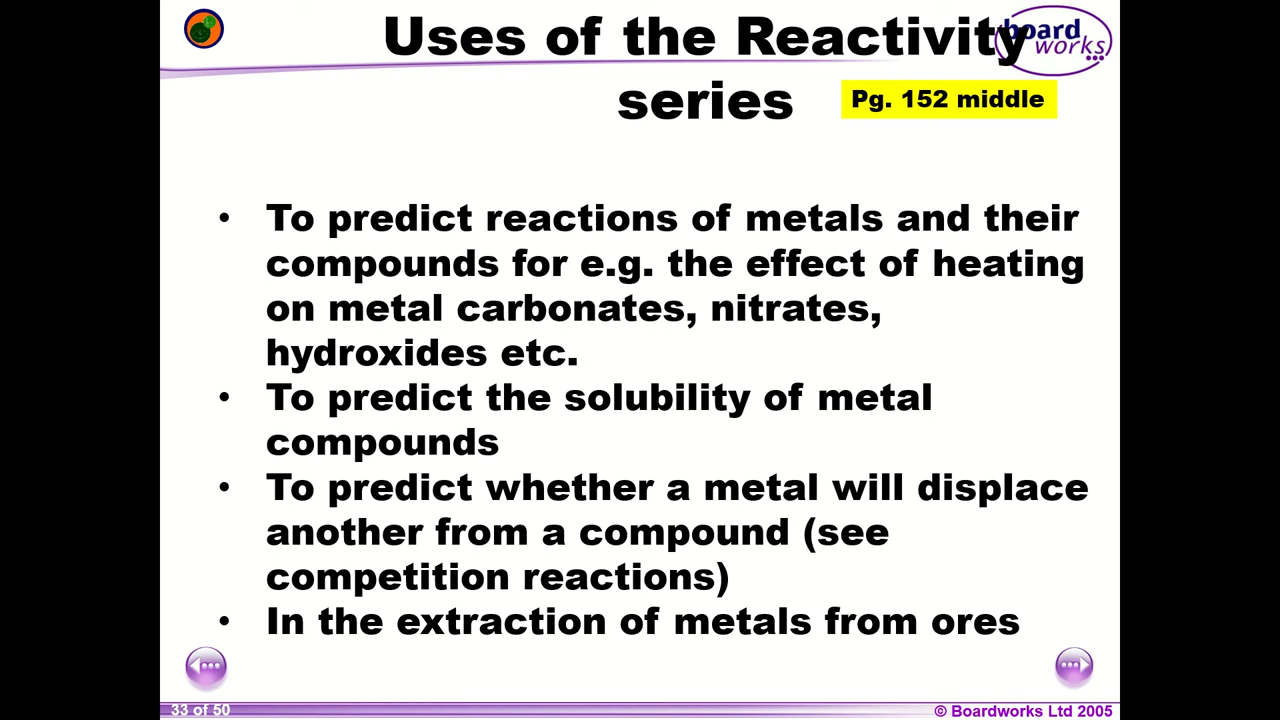 Uses of the Reactivity
series
board
works
Pg. 152 middle
• To predict reactions of metals and their
compounds for e.g. the effect of heating
on metal carbonates, nitrates,
hydroxides etc.
• To predict the solubility of metal
compounds
• To predict whether a metal will displace
another from a compound (see
competition reactions)
• In the extraction of metals from ores
33 of 50
© Boardworks Ltd 2005